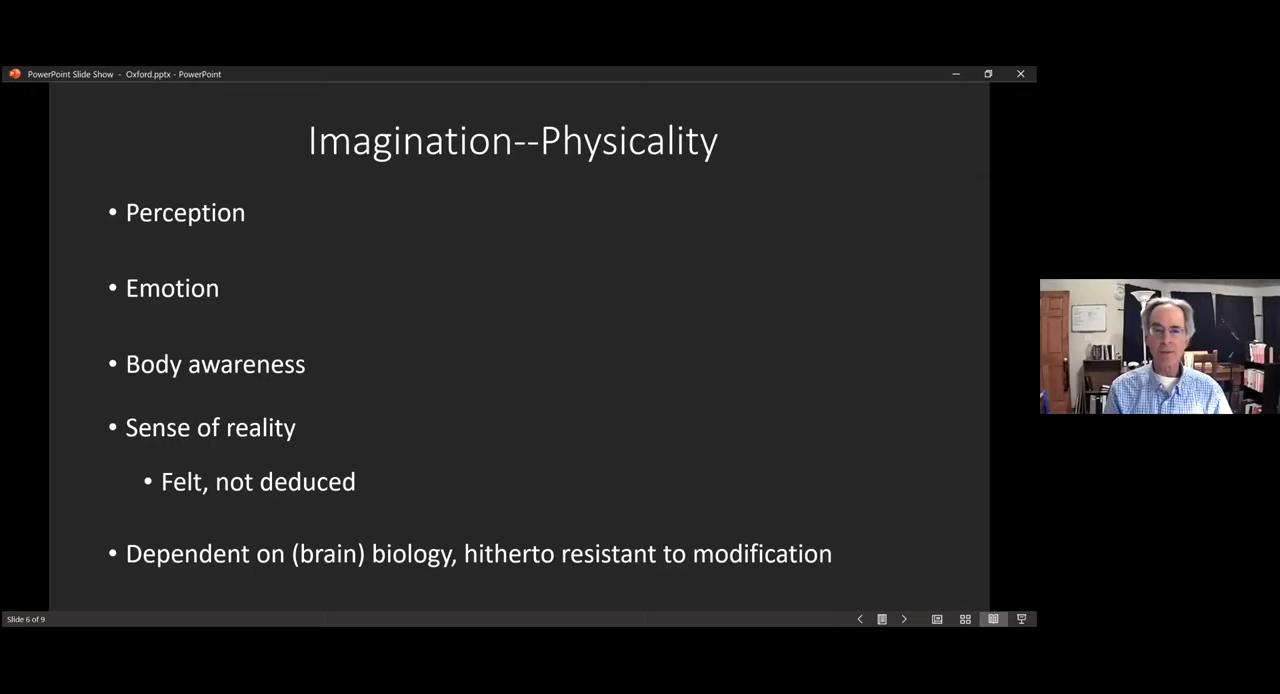 PowerPoint Slide Show - Oxford.pptx - PowerPoint
Imagination--Physicality
• Perception
• Emotion
• Body awareness
• Sense of reality
• Felt, not deduced
• Dependent on (brain) biology, hitherto resistant to modification
Slide 6 of 9